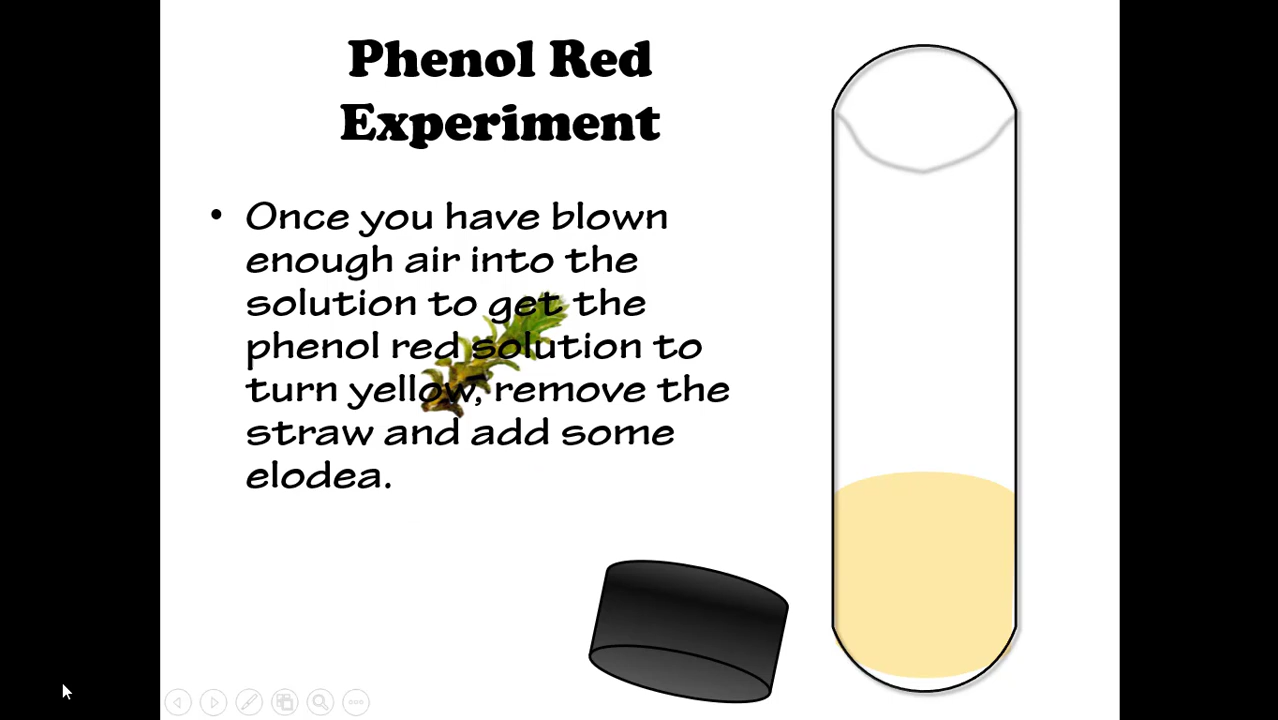 Phenol Red
Experiment
• Once you have blown
enough air into the
solution to get the
phenol red solution to
turn yellow, remove the
straw and add some
elodea.